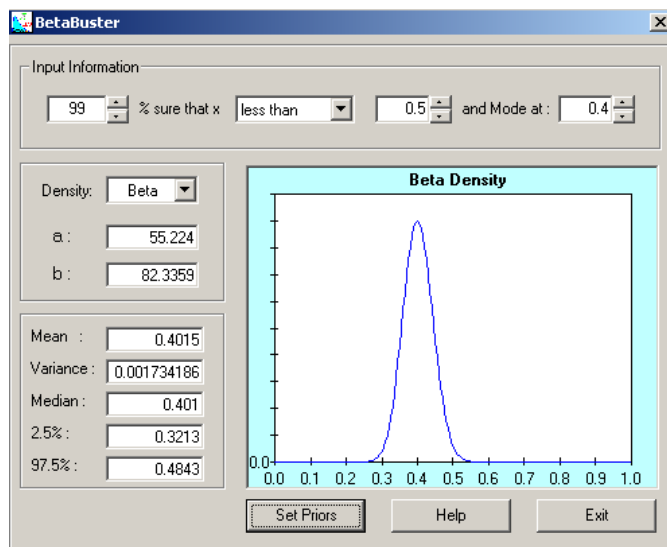 BetaBuster
Input Information
99 % sure that x less than 0.5 and Mode at : 0.4
Density: Beta
a : 55.224
b : 82.3359
Mean : 0.4015
Variance : 0.001734186
Median : 0.401
2.5% : 0.3213
97.5% : 0.4843
Beta Density
0.0
0.0 0.1 0.2 0.3 0.4 0.5 0.6 0.7 0.8 0.9 1.0
Set Priors Help Exit